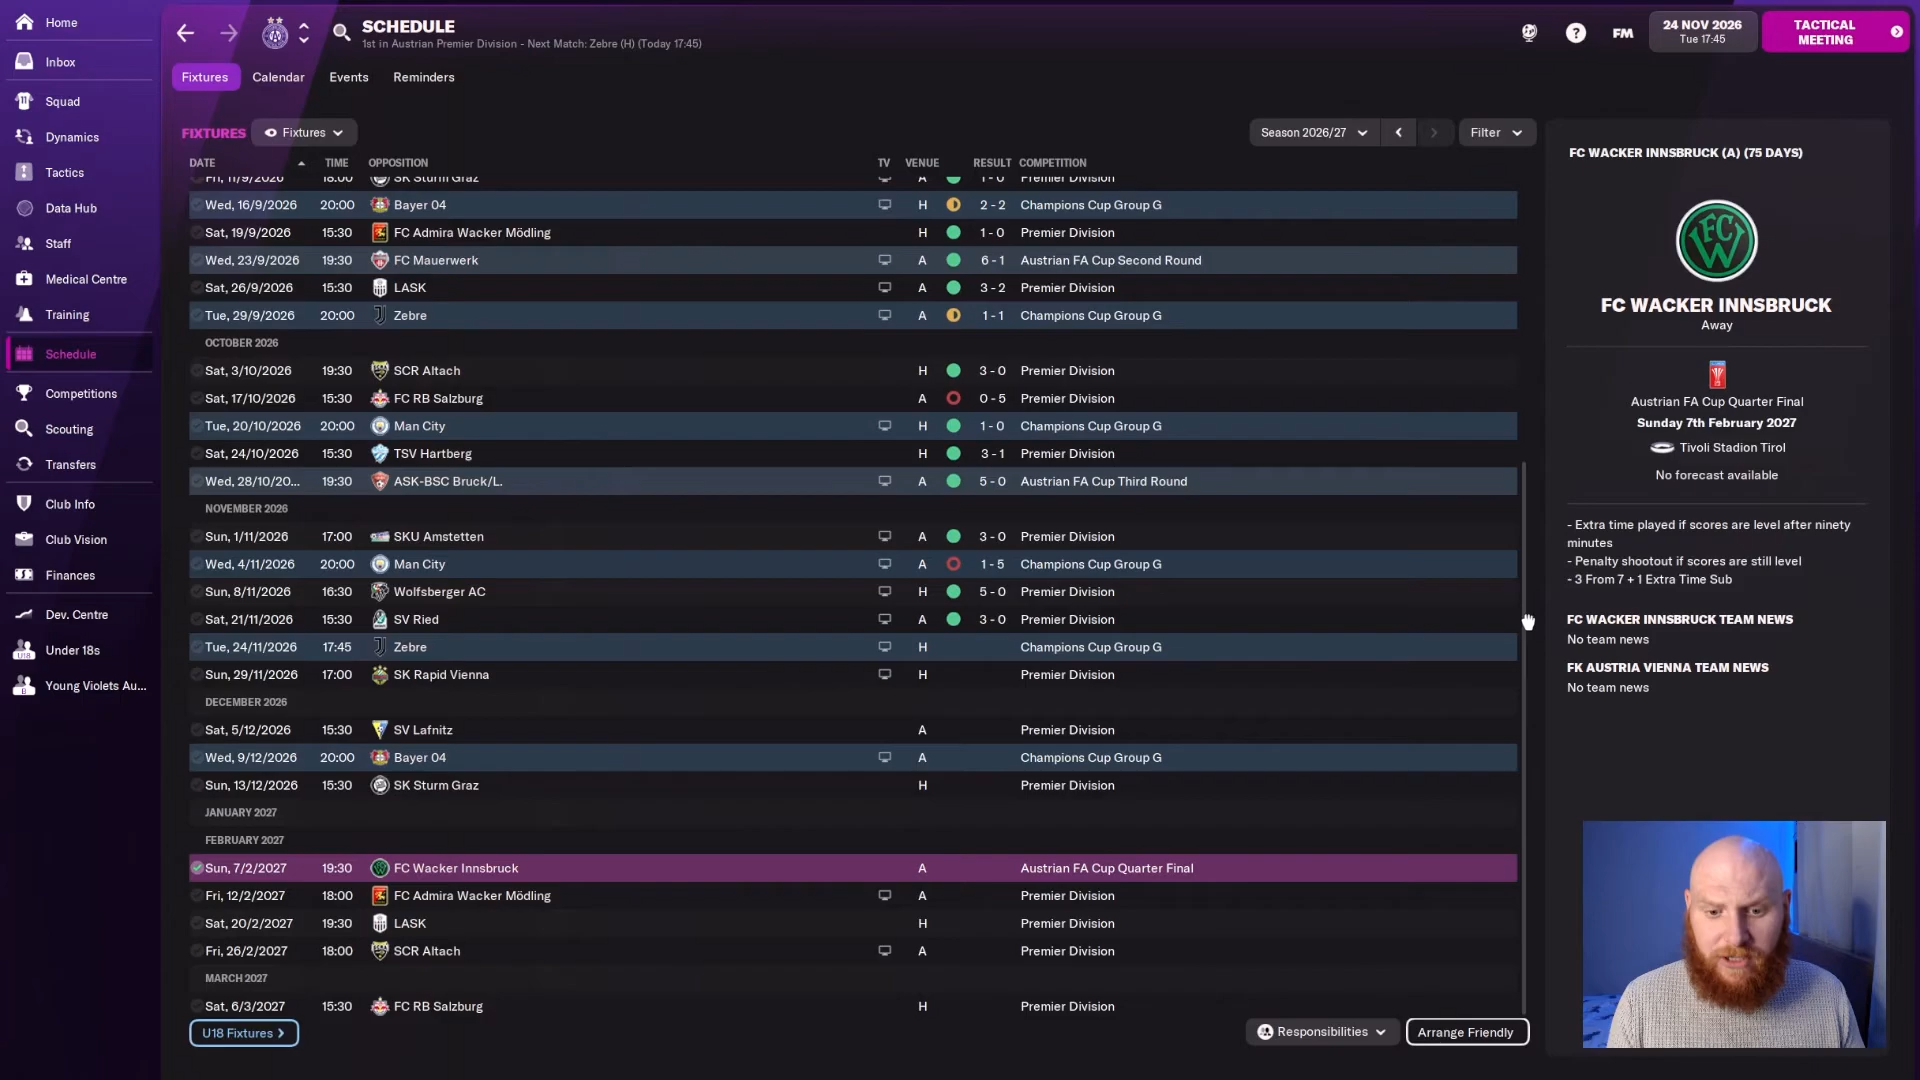 Home
Inbox
Squad
Dynamics
Tactics
Data Hub
Staff
Medical Centre
Training
Schedule
Competitions
Scouting
Transfers
Club Info
Club Vision
Finances
Dev. Centre
Under 18s
Young Violets Au...
SCHEDULE
1st in Austrian Premier Division - Next Match: Zebre (H) (Today 17:45)
FM
24 NOV 2026
Tue 17:45
TACTICAL MEETING
Fixtures Calendar Events Reminders
FIXTURES Fixtures Season 2026/27 Filter
DATE TIME OPPOSITION TV VENUE RESULT COMPETITION
Fri, 11/9/2026 18:00 SK Sturm Graz A 1 - 0 Premier Division
Wed, 16/9/2026 20:00 Bayer 04 H 2 - 2 Champions Cup Group G
Sat, 19/9/2026 15:30 FC Admira Wacker Mödling H 1 - 0 Premier Division
Wed, 23/9/2026 19:30 FC Mauerwerk A 6 - 1 Austrian FA Cup Second Round
Sat, 26/9/2026 15:30 LASK A 3 - 2 Premier Division
Tue, 29/9/2026 20:00 Zebre A 1 - 1 Champions Cup Group G
OCTOBER 2026
Sat, 3/10/2026 19:30 SCR Altach H 3 - 0 Premier Division
Sat, 17/10/2026 15:30 FC RB Salzburg A 0 - 5 Premier Division
Tue, 20/10/2026 20:00 Man City H 1 - 0 Champions Cup Group G
Sat, 24/10/2026 15:30 TSV Hartberg H 3 - 1 Premier Division
Wed, 28/10/20... 19:30 ASK-BSC Bruck/L. A 5 - 0 Austrian FA Cup Third Round
NOVEMBER 2026
Sun, 1/11/2026 17:00 SKU Amstetten A 3 - 0 Premier Division
Wed, 4/11/2026 20:00 Man City A 1 - 5 Champions Cup Group G
Sun, 8/11/2026 16:30 Wolfsberger AC H 5 - 0 Premier Division
Sat, 21/11/2026 15:30 SV Ried A 3 - 0 Premier Division
Tue, 24/11/2026 17:45 Zebre H Champions Cup Group G
Sun, 29/11/2026 17:00 SK Rapid Vienna H Premier Division
DECEMBER 2026
Sat, 5/12/2026 15:30 SV Lafnitz A Premier Division
Wed, 9/12/2026 20:00 Bayer 04 A Champions Cup Group G
Sun, 13/12/2026 15:30 SK Sturm Graz H Premier Division
JANUARY 2027
FEBRUARY 2027
Sun, 7/2/2027 19:30 FC Wacker Innsbruck A Austrian FA Cup Quarter Final
Fri, 12/2/2027 18:00 FC Admira Wacker Mödling A Premier Division
Sat, 20/2/2027 19:30 LASK H Premier Division
Fri, 26/2/2027 18:00 SCR Altach A Premier Division
MARCH 2027
Sat, 6/3/2027 15:30 FC RB Salzburg H Premier Division
U18 Fixtures Responsibilities Arrange Friendly
FC WACKER INNSBRUCK (A) (75 DAYS)
FCW
FC WACKER INNSBRUCK
Away
Austrian FA Cup Quarter Final
Sunday 7th February 2027
Tivoli Stadion Tirol
No forecast available
- Extra time played if scores are level after ninety
minutes
- Penalty shootout if scores are still level
- 3 From 7 + 1 Extra Time Sub
FC WACKER INNSBRUCK TEAM NEWS
No team news
FK AUSTRIA VIENNA TEAM NEWS
No team news